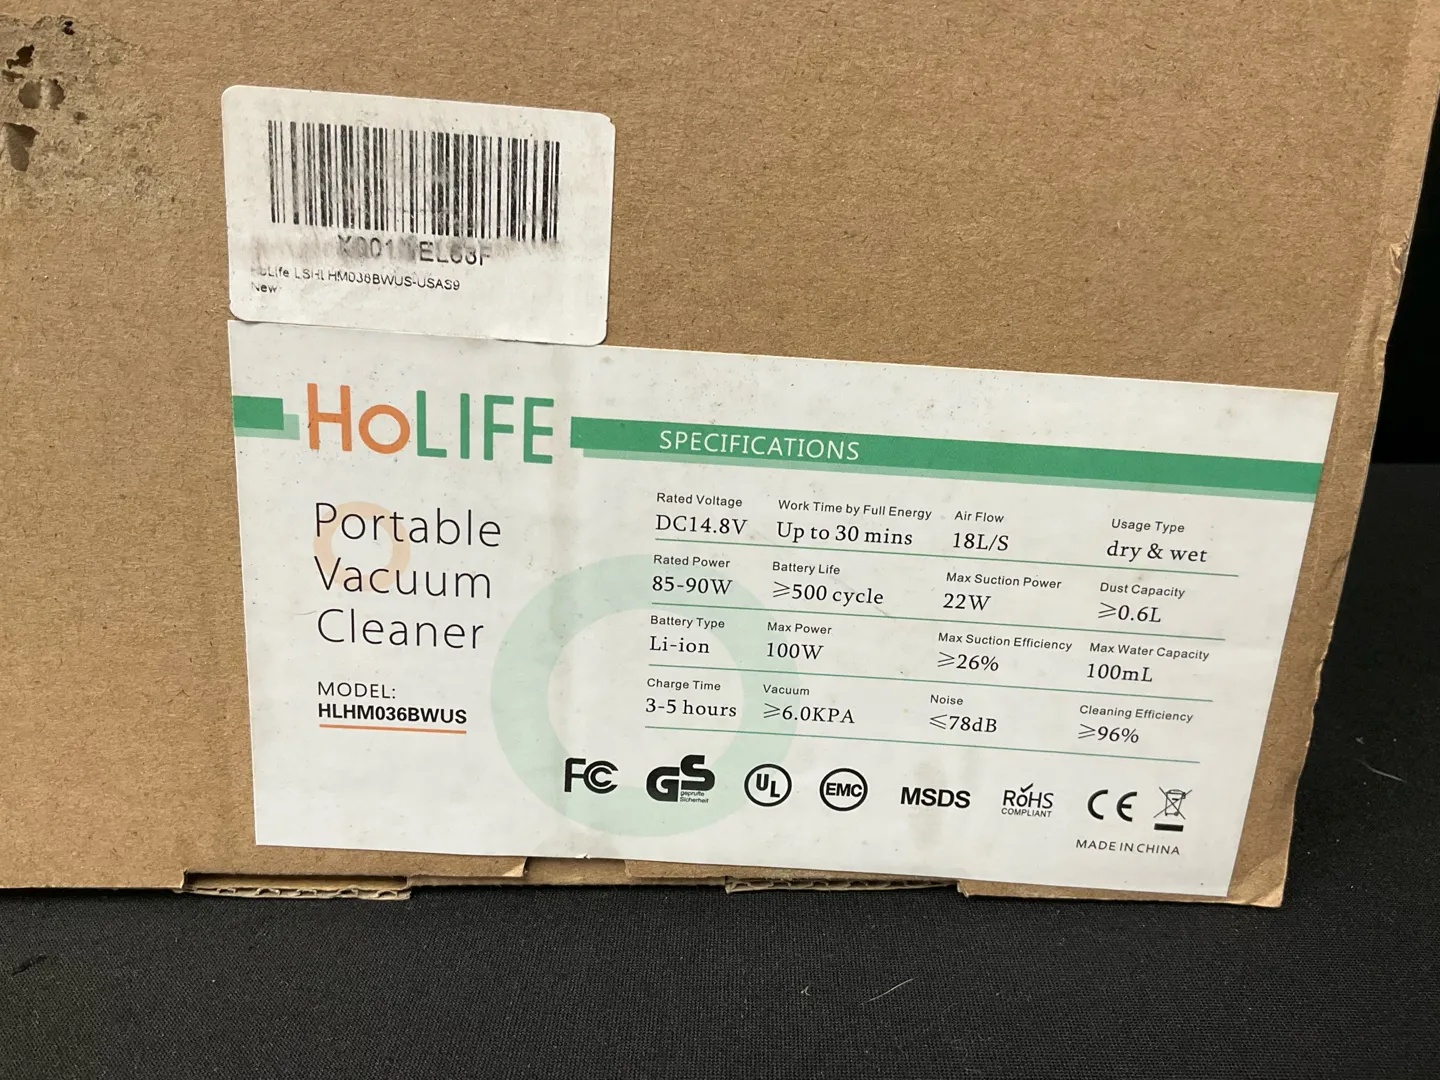 HM036BWUS-USAS9
New
HoLIFE
SPECIFICATIONS
Portable
Vacuum
Cleaner
MODEL:
HLHM036BWUS
Rated Voltage Work Time by Full Energy Air Flow Usage Type
DC14.8V Up to 30 mins 18L/S dry & wet
Rated Power Battery Life Max Suction Power Dust Capacity
85-90W ≥500 cycle 22W ≥0.6L
Battery Type Max Power Max Suction Efficiency Max Water Capacity
Li-ion 100W ≥26% 100mL
Charge Time Vacuum Noise Cleaning Efficiency
3-5 hours ≥6.0KPA ≤78dB ≥96%
FC GS geprüfte Sicherheit UL EMC MSDS RoHS COMPLIANT CE
MADE IN CHINA